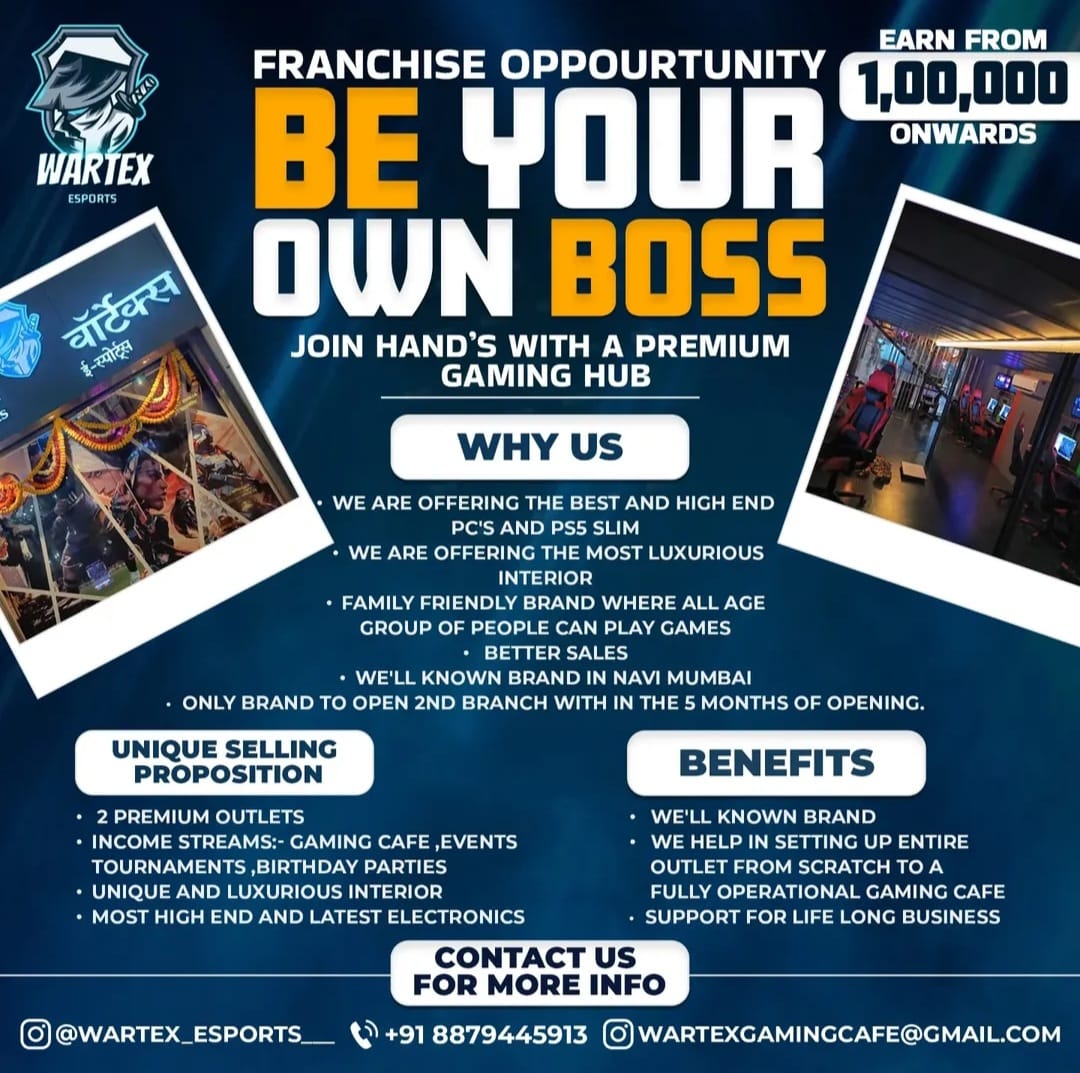 WARTEX
ESPORTS
FRANCHISE OPPOURTUNITY
BE YOUR
OWN BOSS
JOIN HAND'S WITH A PREMIUM
GAMING HUB
EARN FROM
1,00,000
ONWARDS
वॉर्टेक्स
ई-स्पोर्ट्स
WHY US
• WE ARE OFFERING THE BEST AND HIGH END
PC'S AND PS5 SLIM
• WE ARE OFFERING THE MOST LUXURIOUS
INTERIOR
• FAMILY FRIENDLY BRAND WHERE ALL AGE
GROUP OF PEOPLE CAN PLAY GAMES
• BETTER SALES
• WE'LL KNOWN BRAND IN NAVI MUMBAI
• ONLY BRAND TO OPEN 2ND BRANCH WITH IN THE 5 MONTHS OF OPENING.
UNIQUE SELLING
PROPOSITION
• 2 PREMIUM OUTLETS
• INCOME STREAMS:- GAMING CAFE ,EVENTS
TOURNAMENTS ,BIRTHDAY PARTIES
• UNIQUE AND LUXURIOUS INTERIOR
• MOST HIGH END AND LATEST ELECTRONICS
BENEFITS
• WE'LL KNOWN BRAND
• WE HELP IN SETTING UP ENTIRE
OUTLET FROM SCRATCH TO A
FULLY OPERATIONAL GAMING CAFE
• SUPPORT FOR LIFE LONG BUSINESS
CONTACT US
FOR MORE INFO
@WARTEX_ESPORTS___ +91 8879445913 WARTEXGAMINGCAFE@GMAIL.COM